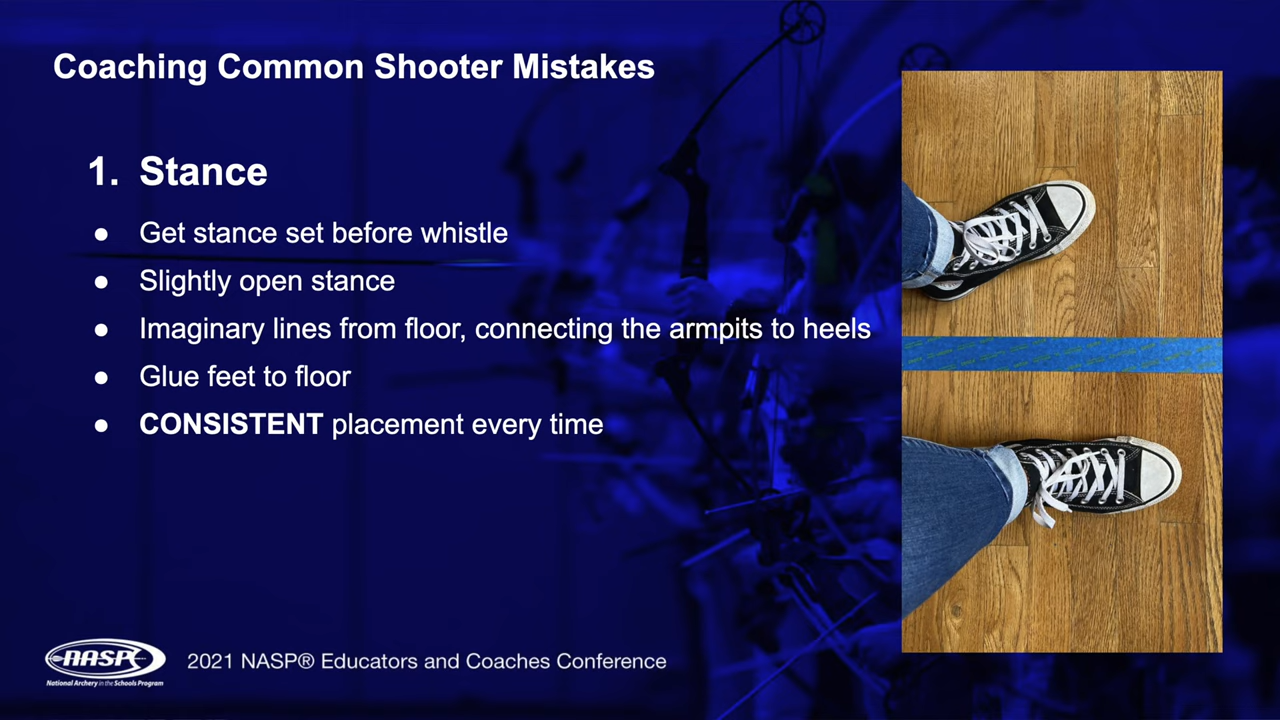 Coaching Common Shooter Mistakes
1. Stance
● Get stance set before whistle
● Slightly open stance
● Imaginary lines from floor, connecting the armpits to heels
● Glue feet to floor
● CONSISTENT placement every time
NASP
National Archery in the Schools Program
2021 NASP® Educators and Coaches Conference